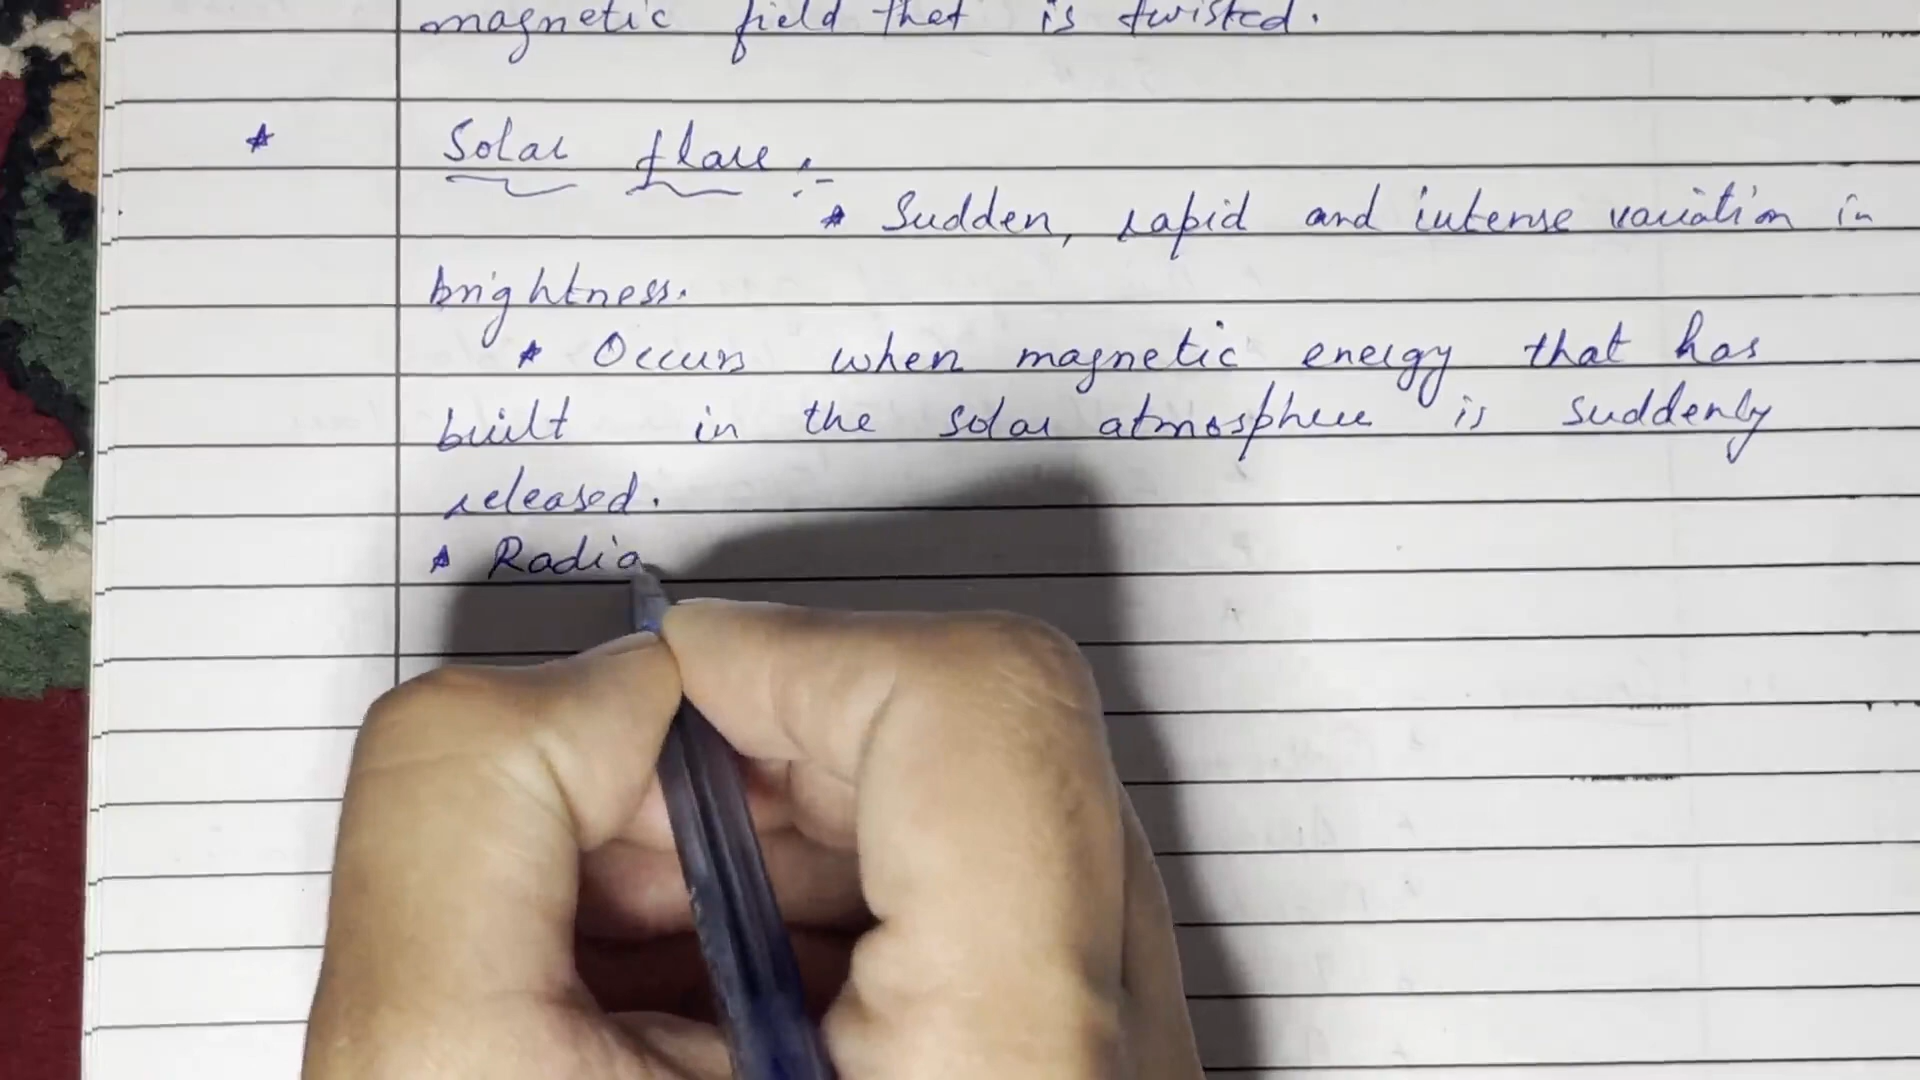 magnetic field that is twisted.
* Solar flare :-
* Sudden, rapid and intense variation in
brightness.
* Occurs when magnetic energy that has
built in the solar atmosphere is suddenly
released.
* Radia